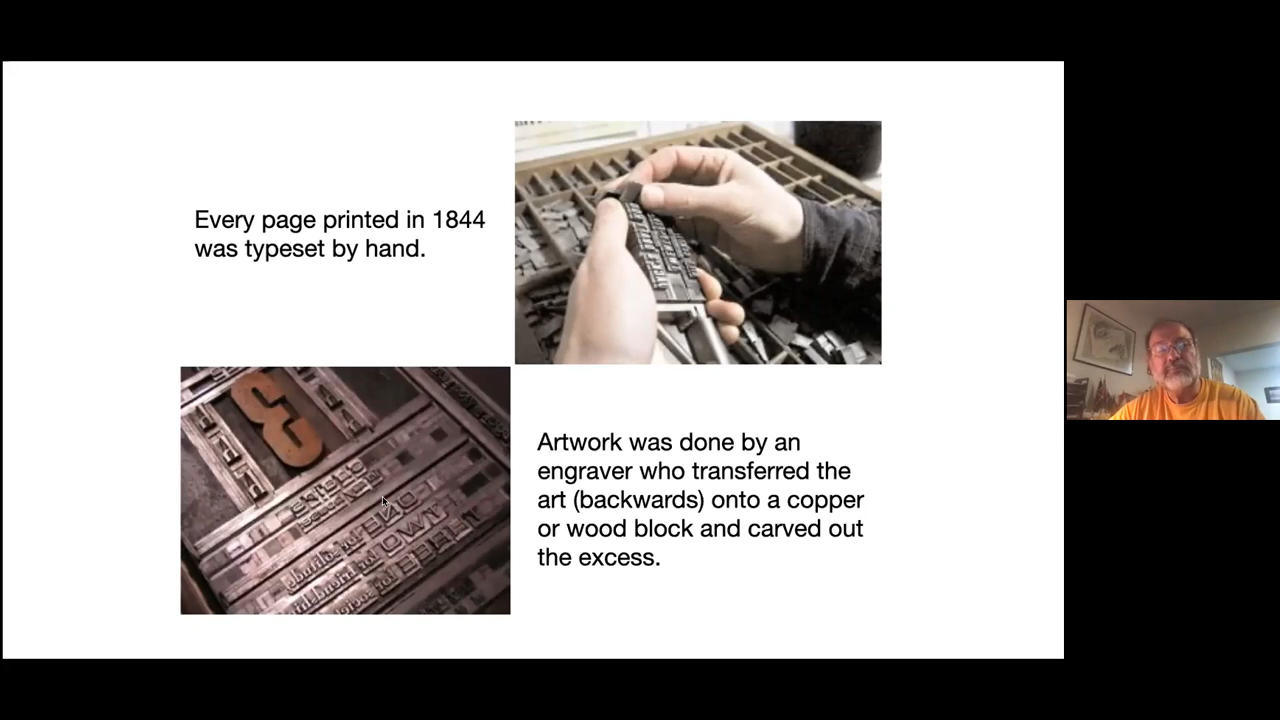 Every page printed in 1844
was typeset by hand.
Artwork was done by an
engraver who transferred the
art (backwards) onto a copper
or wood block and carved out
the excess.